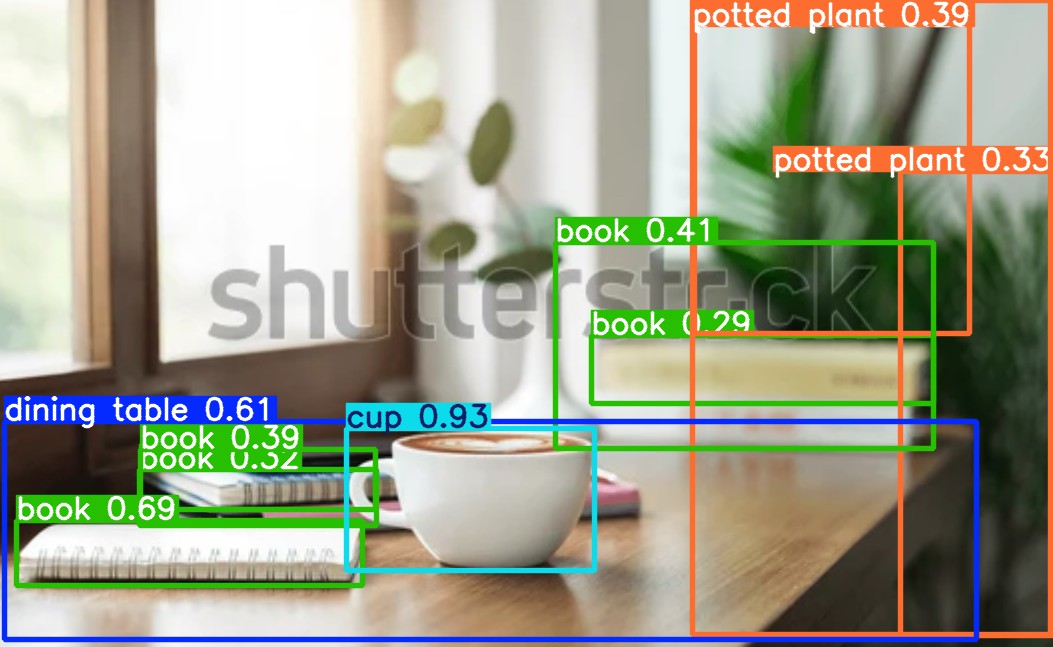 potted plant 0.39
potted plant 0.33
book 0.41
shutterstock
book 0.29
dining table 0.61
cup 0.93
book 0.39
book 0.32
book 0.69